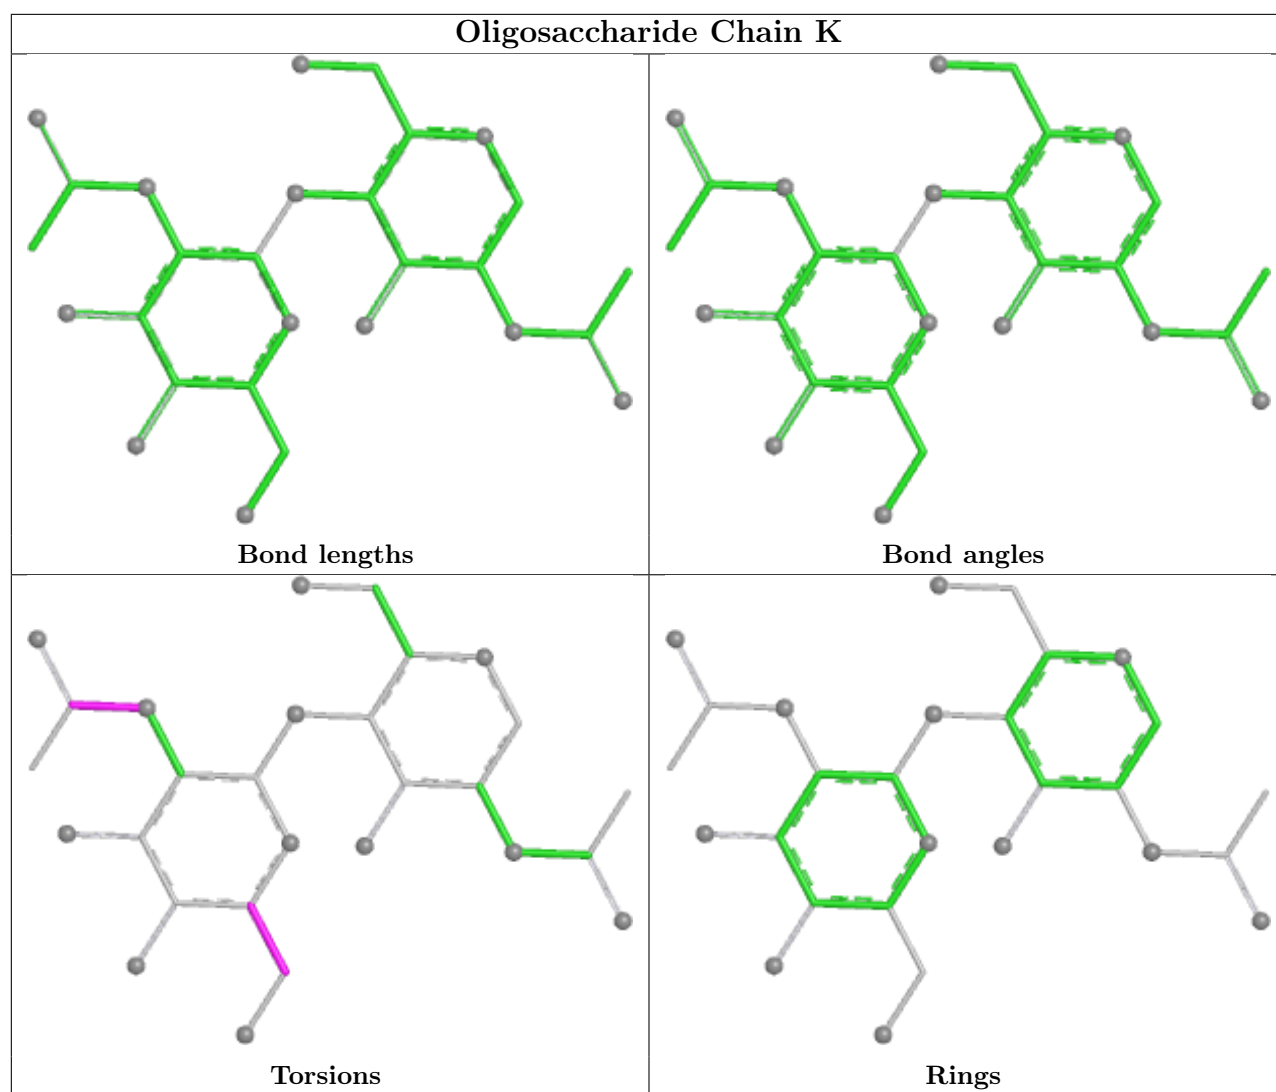 Oligosaccharide Chain K
Bond lengths
Bond angles
Torsions
Rings